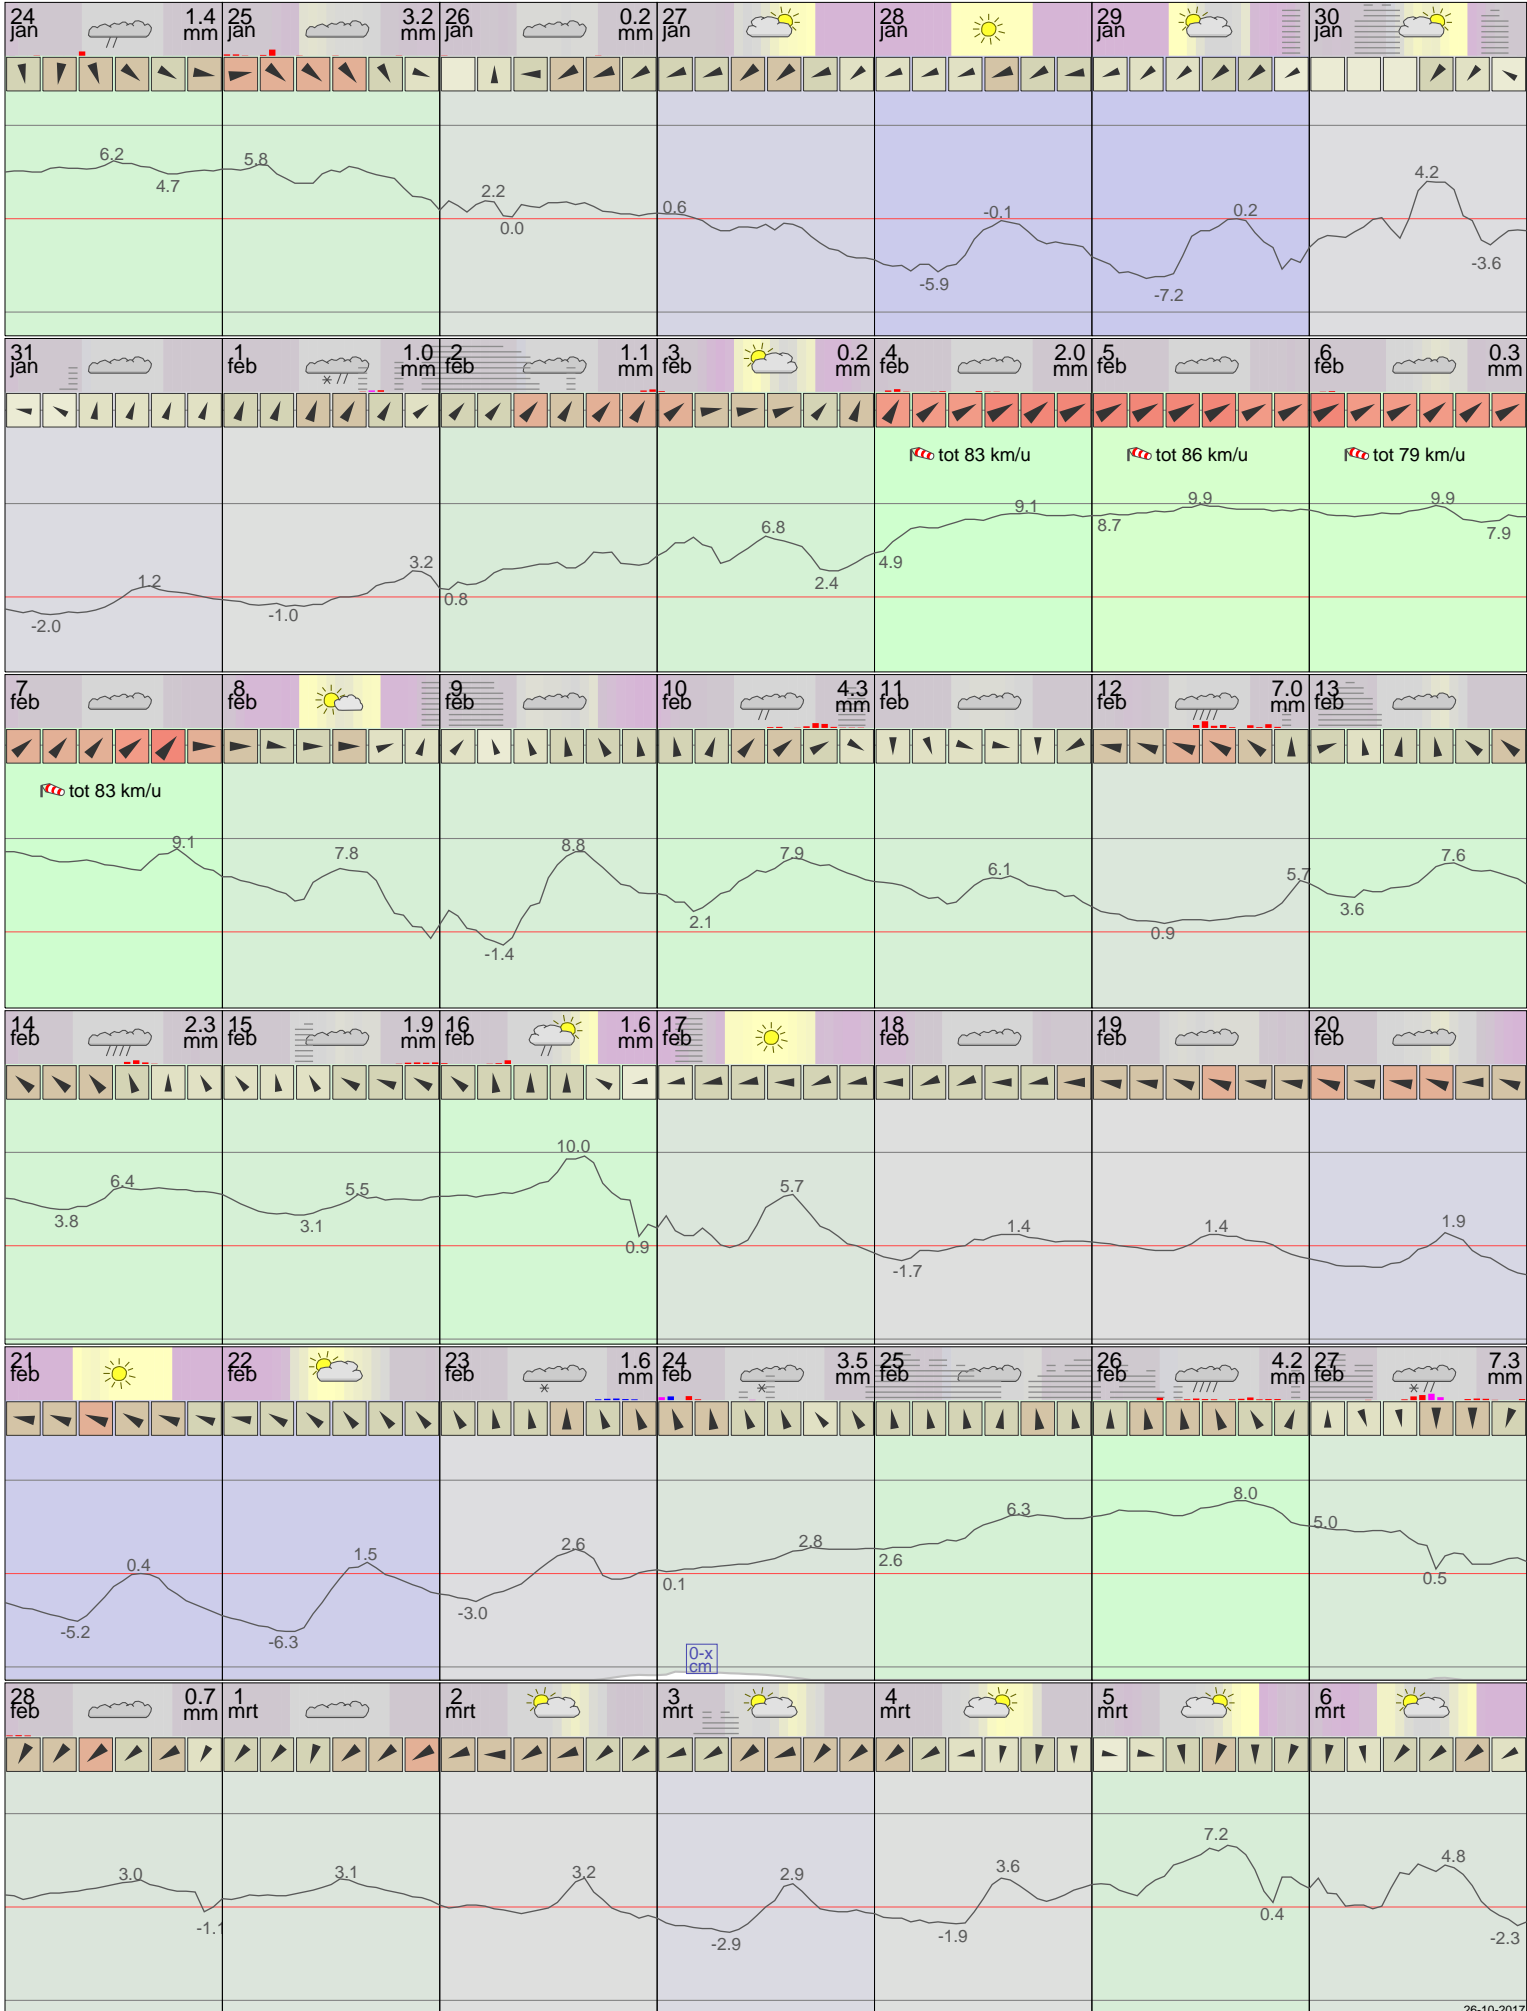 24 jan 1.4 mm
25 jan 3.2 mm
26 jan 0.2 mm
27 jan
28 jan
29 jan
30 jan
6.2
4.7
5.8
2.2
0.0
0.6
-5.9
-0.1
-7.2
0.2
4.2
-3.6
31 jan
1 feb 1.0 mm
2 feb 1.1 mm
3 feb 0.2 mm
4 feb 2.0 mm
5 feb
6 feb 0.3 mm
tot 83 km/u
tot 86 km/u
tot 79 km/u
-2.0
1.2
-1.0
3.2
0.8
6.8
2.4
4.9
9.1
8.7
9.9
9.9
7.9
7 feb
8 feb
9 feb
10 feb 4.3 mm
11 feb
12 feb 7.0 mm
13 feb
tot 83 km/u
9.1
7.8
-1.4
8.8
2.1
7.9
6.1
0.9
5.7
3.6
7.6
14 feb 2.3 mm
15 feb 1.9 mm
16 feb 1.6 mm
17 feb
18 feb
19 feb
20 feb
3.8
6.4
3.1
5.5
10.0
0.9
5.7
-1.7
1.4
1.4
1.9
21 feb
22 feb
23 feb 1.6 mm
24 feb 3.5 mm
25 feb
26 feb 4.2 mm
27 feb 7.3 mm
-5.2
0.4
-6.3
1.5
-3.0
2.6
0.1
2.8
2.6
6.3
8.0
5.0
0.5
0-x
cm
28 feb 0.7 mm
1 mrt
2 mrt
3 mrt
4 mrt
5 mrt
6 mrt
3.0
-1.1
3.1
3.2
-2.9
2.9
-1.9
3.6
7.2
0.4
4.8
-2.3
26-10-2017